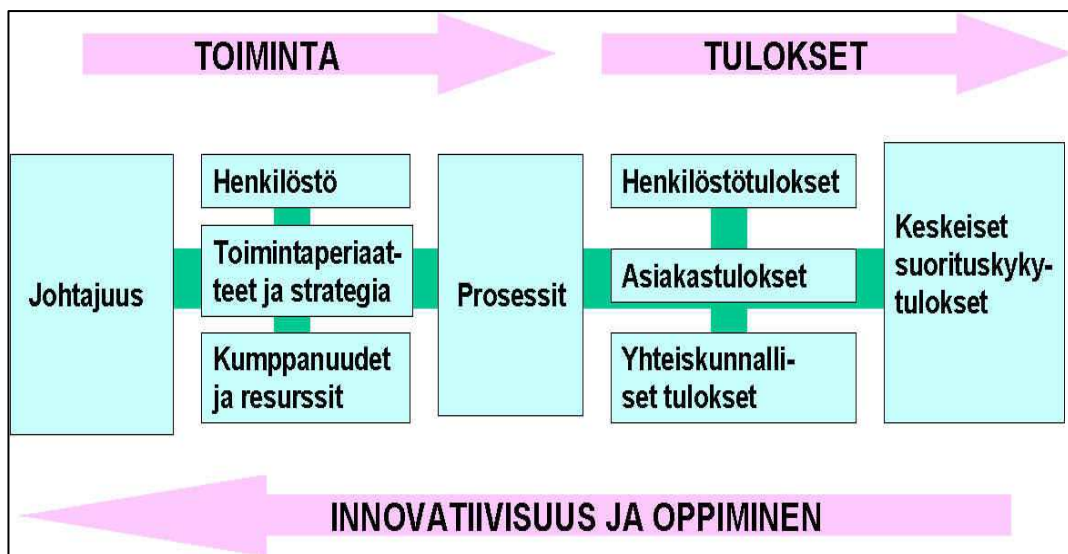 TOIMINTA
TULOKSET
Johtajuus
Henkilöstö
Toimintaperiaat-
teet ja strategia
Kumppanuudet
ja resurssit
Prosessit
Henkilöstötulokset
Asiakastulokset
Yhteiskunnalli-
set tulokset
Keskeiset
suorituskyky-
tulokset
INNOVATIIVISUUS JA OPPIMINEN